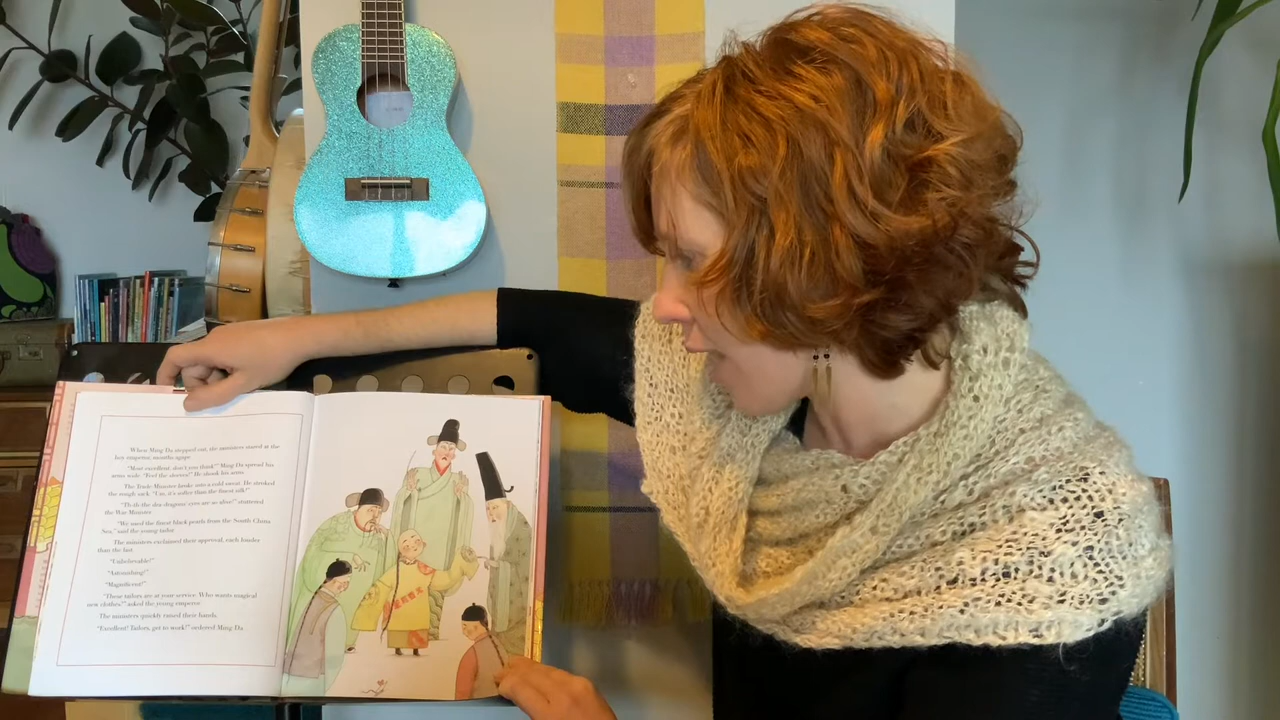 When Ming Da stepped out, the ministers stared at the
boy emperor, mouths agape.
"Most excellent, don't you think?" Ming Da spread his
arms wide. "Feel the sleeves!" He shook his arms.
The Trade Minister broke into a cold sweat. He stroked
the rough sack. "Um, it's softer than the finest silk!"
"Th-th-the dragons' eyes are so alive!" stuttered
the War Minister.
"We used the finest black pearls from the South China
Sea," said the young tailor.
The ministers exclaimed their approval, each louder
than the last.
"Unbelievable!"
"Astonishing!"
"Magnificent!"
"These tailors are at your service. Who wants magical
new clothes?" asked the young emperor.
The ministers quickly raised their hands.
"Excellent! Tailors, get to work!" ordered Ming Da.